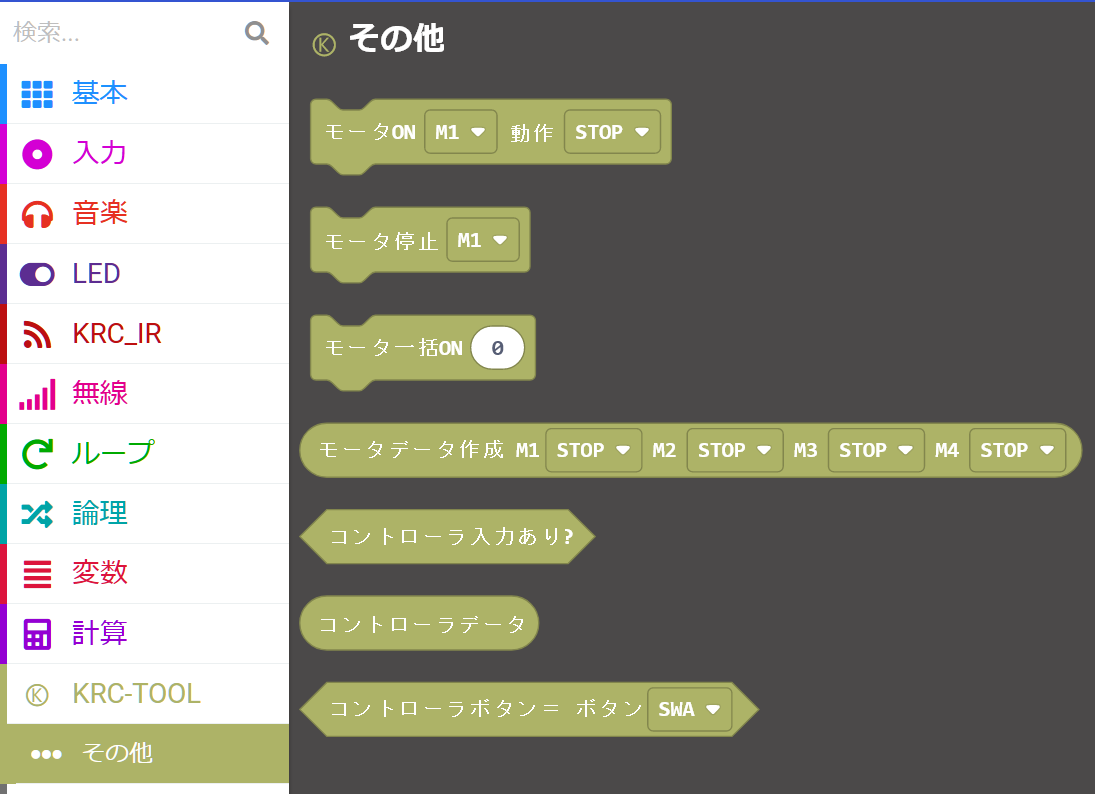 検索...
基本
入力
音楽
LED
KRC_IR
無線
ループ
論理
変数
計算
K KRC-TOOL
その他
K その他
モータON M1 動作 STOP
モータ停止 M1
モータ一括ON 0
モータデータ作成 M1 STOP M2 STOP M3 STOP M4 STOP
コントローラ入力あり?
コントローラデータ
コントローラボタン= ボタン SWA